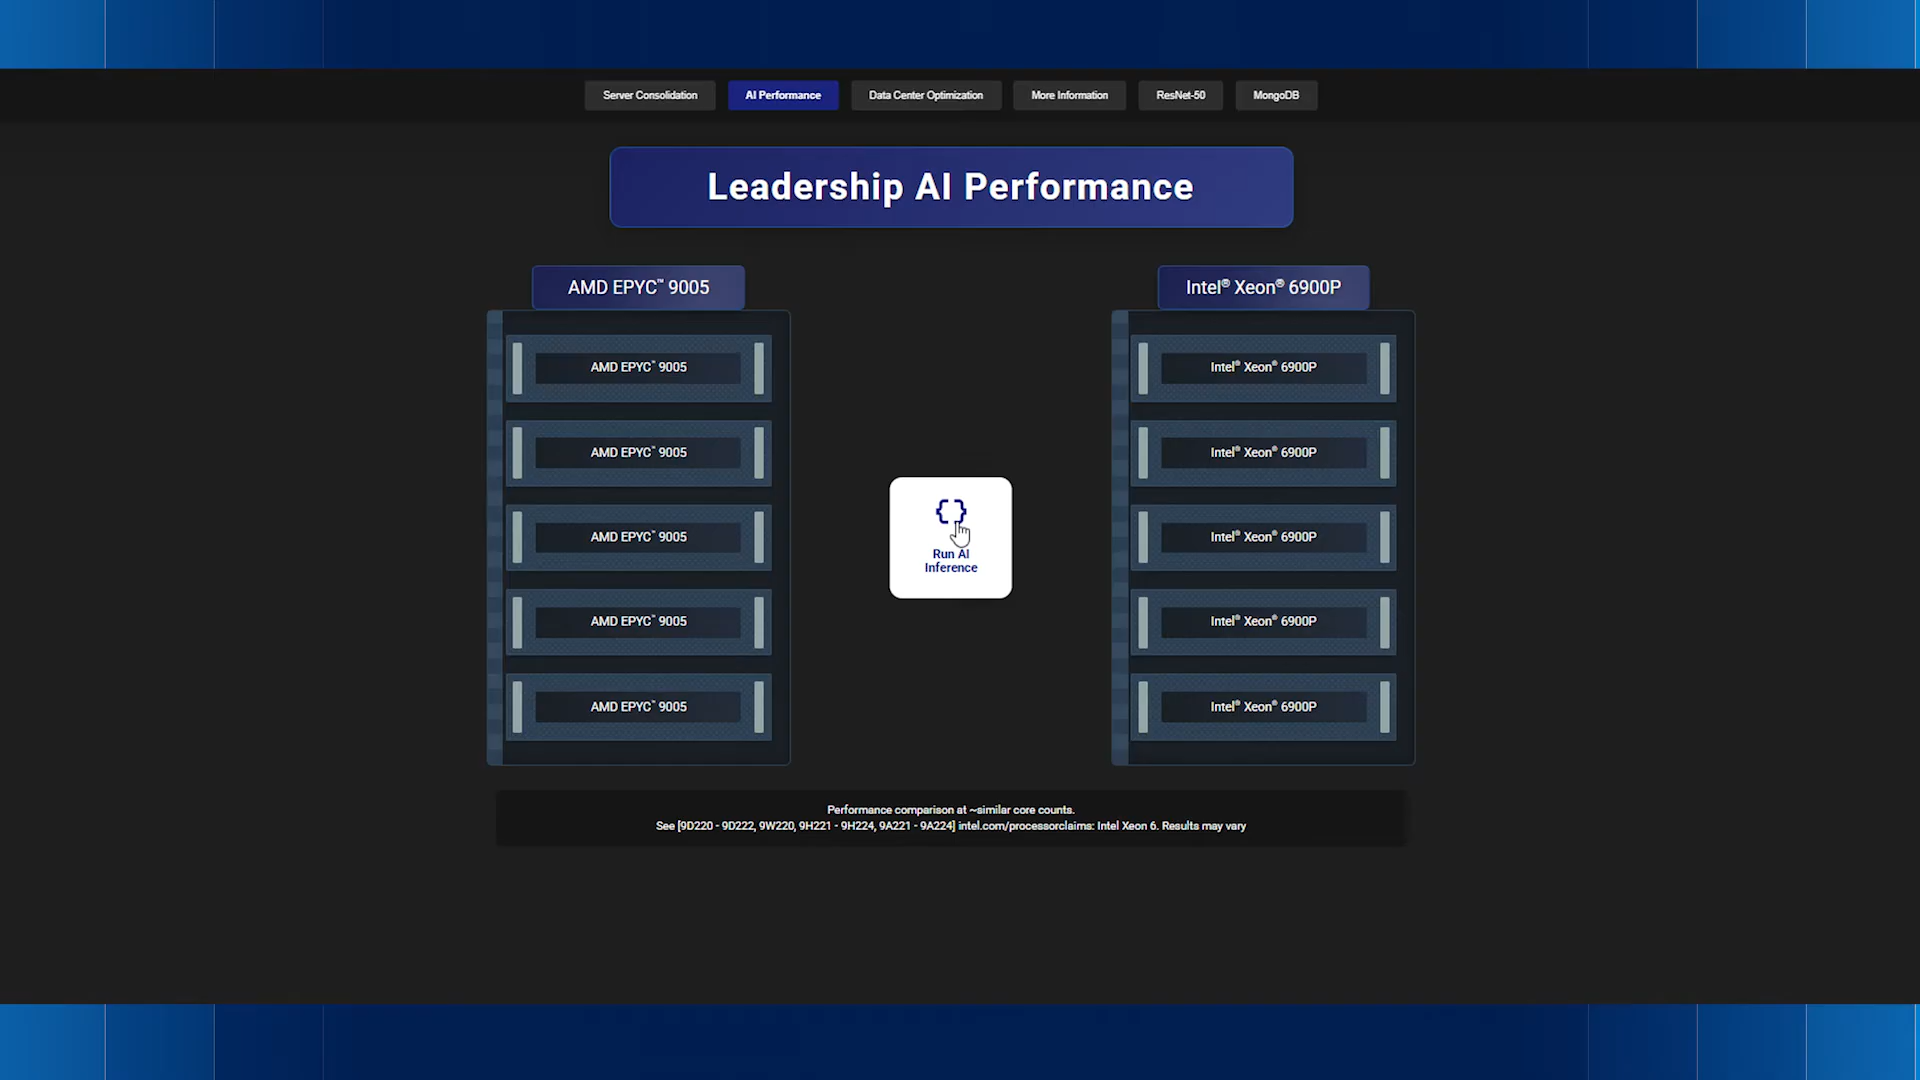 Server Consolidation
AI Performance
Data Center Optimization
More Information
ResNet-50
MongoDB
Leadership AI Performance
AMD EPYC™ 9005
AMD EPYC™ 9005
AMD EPYC™ 9005
AMD EPYC™ 9005
AMD EPYC™ 9005
AMD EPYC™ 9005
Run AI
Inference
Intel® Xeon® 6900P
Intel® Xeon® 6900P
Intel® Xeon® 6900P
Intel® Xeon® 6900P
Intel® Xeon® 6900P
Intel® Xeon® 6900P
Performance comparison at ~similar core counts.
See [9D220 - 9D222, 9W220, 9H221 - 9H224, 9A221 - 9A224] intel.com/processorclaims: Intel Xeon 6. Results may vary